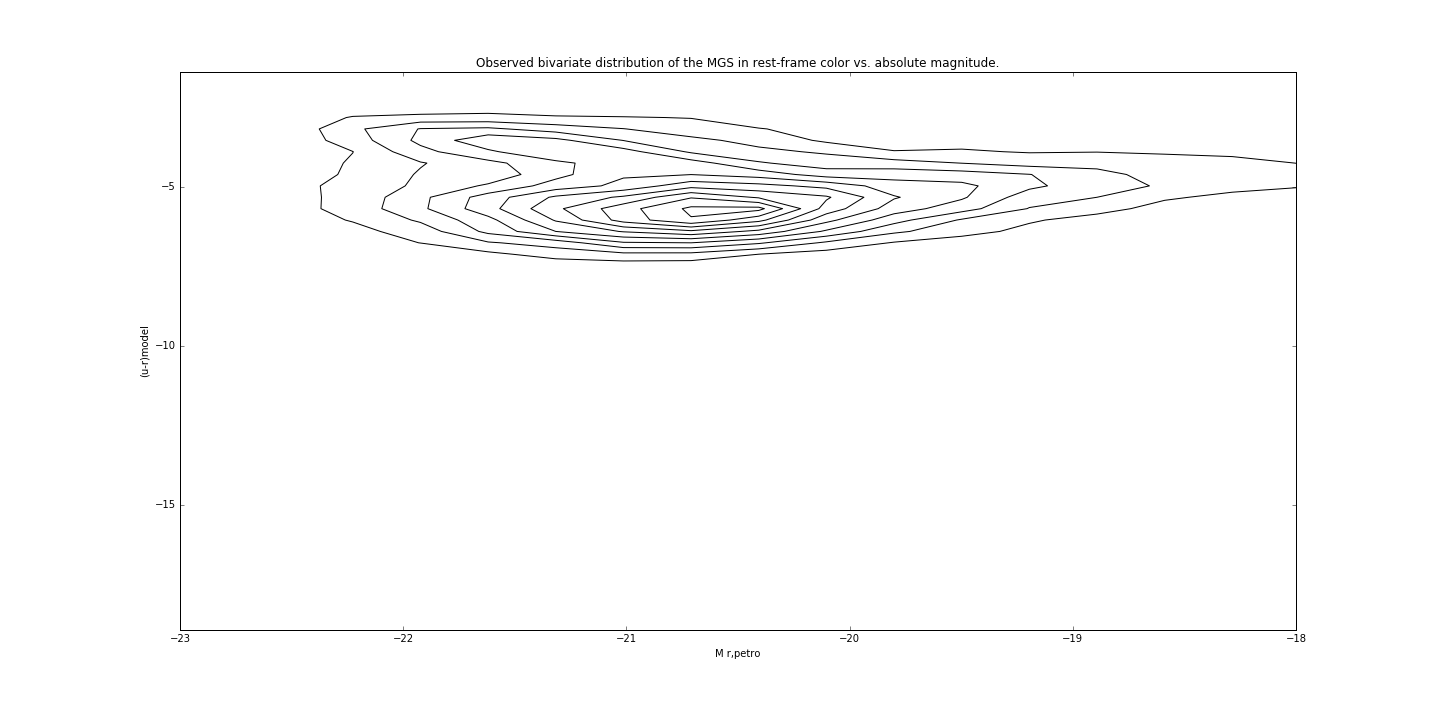 Observed bivariate distribution of the MGS in rest-frame color vs. absolute magnitude.
−5
(u-r)model
−10
−15
−23 −22 −21 −20 −19 −18
M r,petro